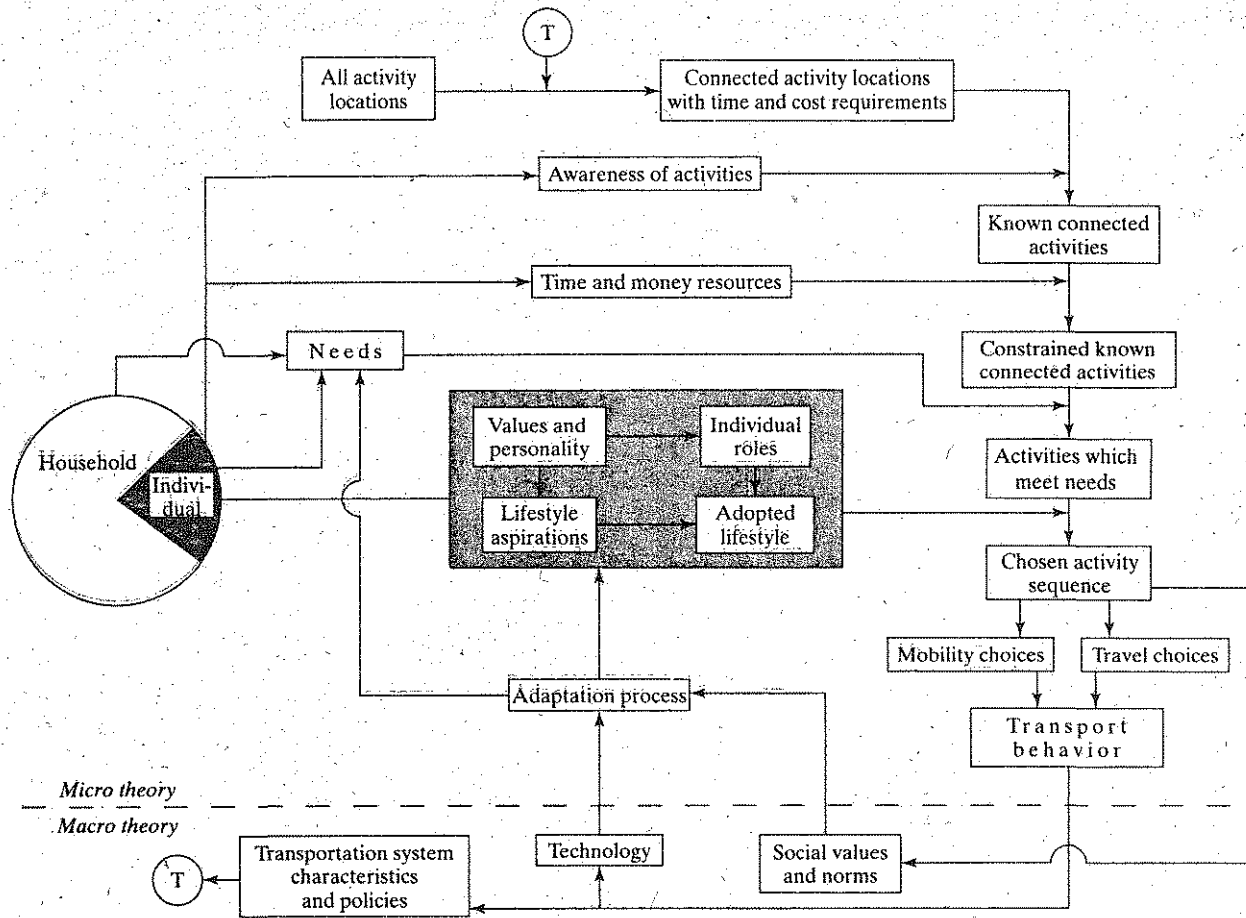 T
All activity
locations
Connected activity locations
with time and cost requirements
Awareness of activities
Known connected
activities
Time and money resources
Needs
Constrained known
connected activities
Values and
personality
Individual
roles
Household
Indivi-
dual
Activities which
meet needs
Lifestyle
aspirations
Adopted
lifestyle
Chosen activity
sequence
Mobility choices
Travel choices
Adaptation process
Transport
behavior
Micro theory
Macro theory
Transportation system
characteristics
and policies
Technology
Social values
and norms
T